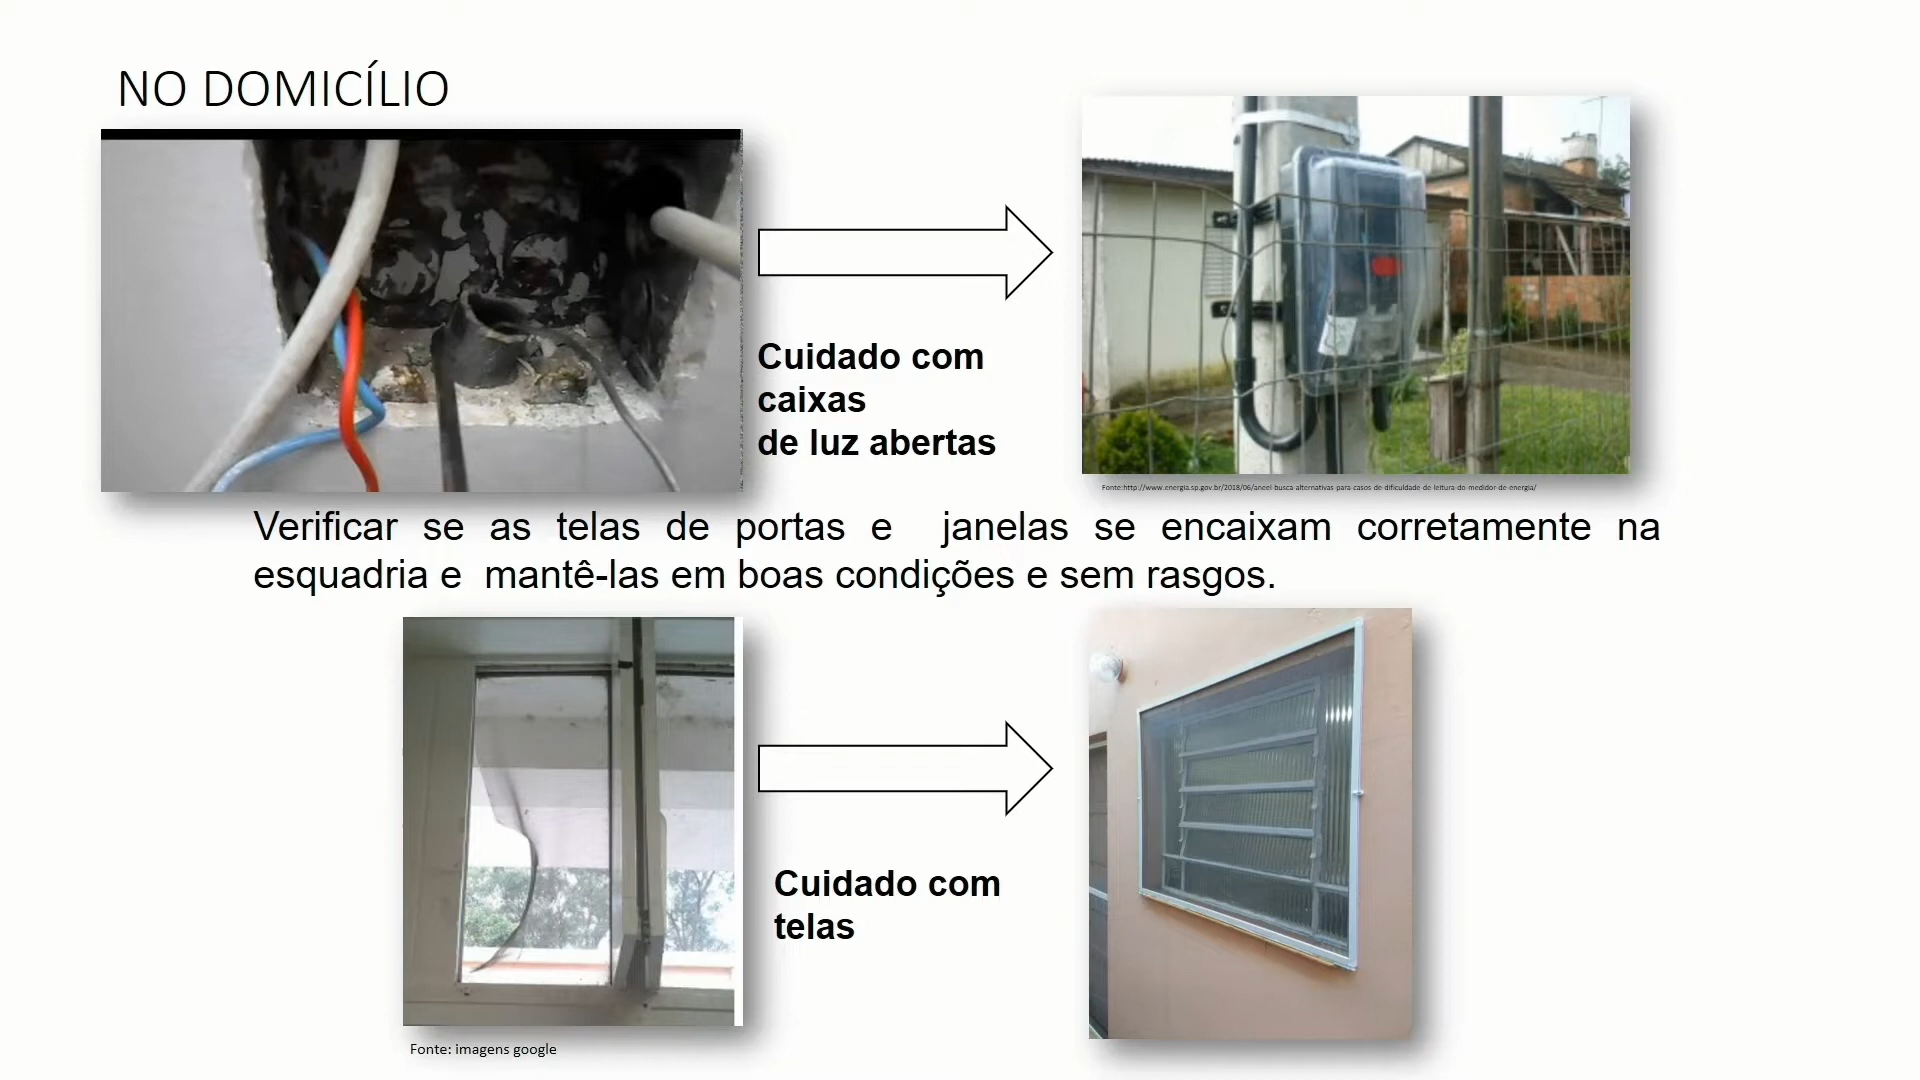 NO DOMICÍLIO
Cuidado com
caixas
de luz abertas
Fonte:http://www.energia.sp.gov.br/2018/06/aneel-busca-alternativas-para-casos-de-dificuldade-de-leitura-do-medidor-de-energia/
Verificar se as telas de portas e janelas se encaixam corretamente na
esquadria e mantê-las em boas condições e sem rasgos.
Cuidado com
telas
Fonte: imagens google